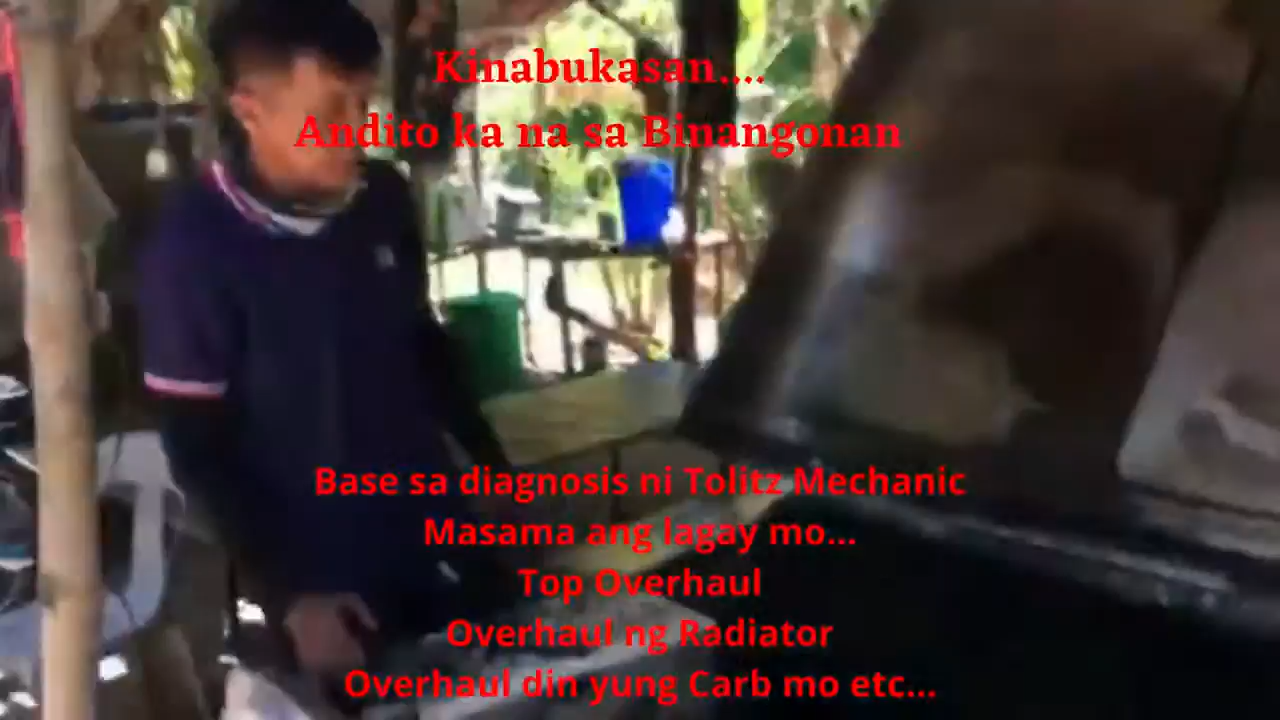 Kinabukasan....
Andito ka na sa Binangonan
Base sa diagnosis ni Tolitz Mechanic
Masama ang lagay mo...
Top Overhaul
Overhaul ng Radiator
Overhaul din yung Carb mo etc...